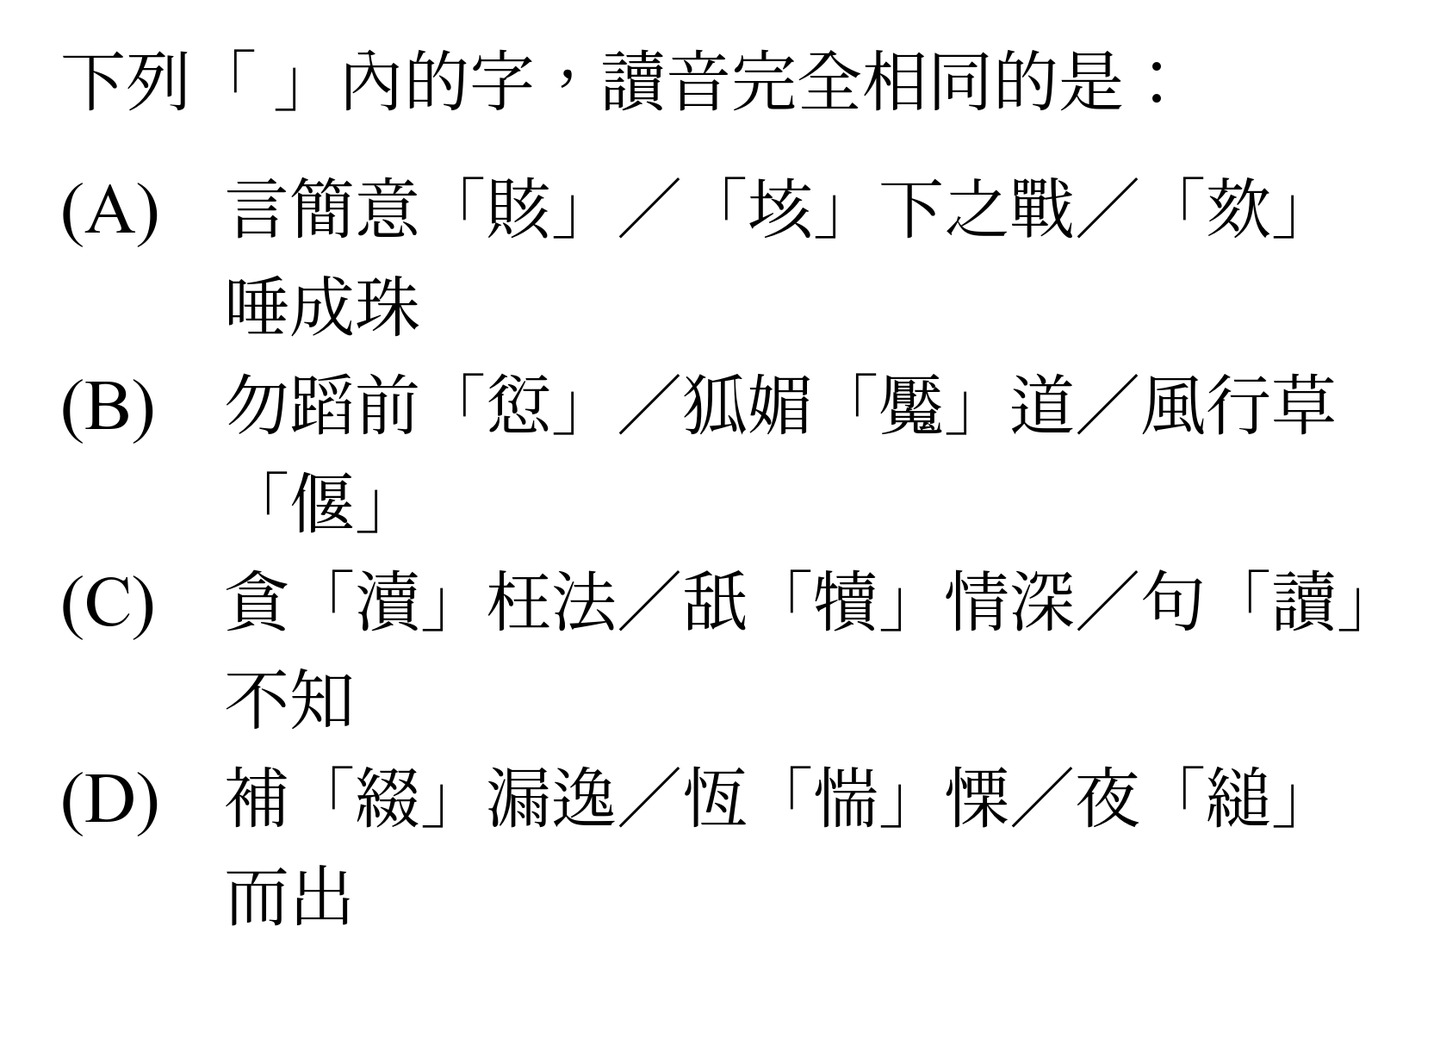 下列「 」內的字，讀音完全相同的是：
(A) 言簡意「賅」／「垓」下之戰／「欬」
唾成珠
(B) 勿蹈前「愆」／狐媚「魘」道／風行草
「偃」
(C) 貪「瀆」枉法／舐「犢」情深／句「讀」
不知
(D) 補「綴」漏逸／恆「惴」慄／夜「縋」
而出